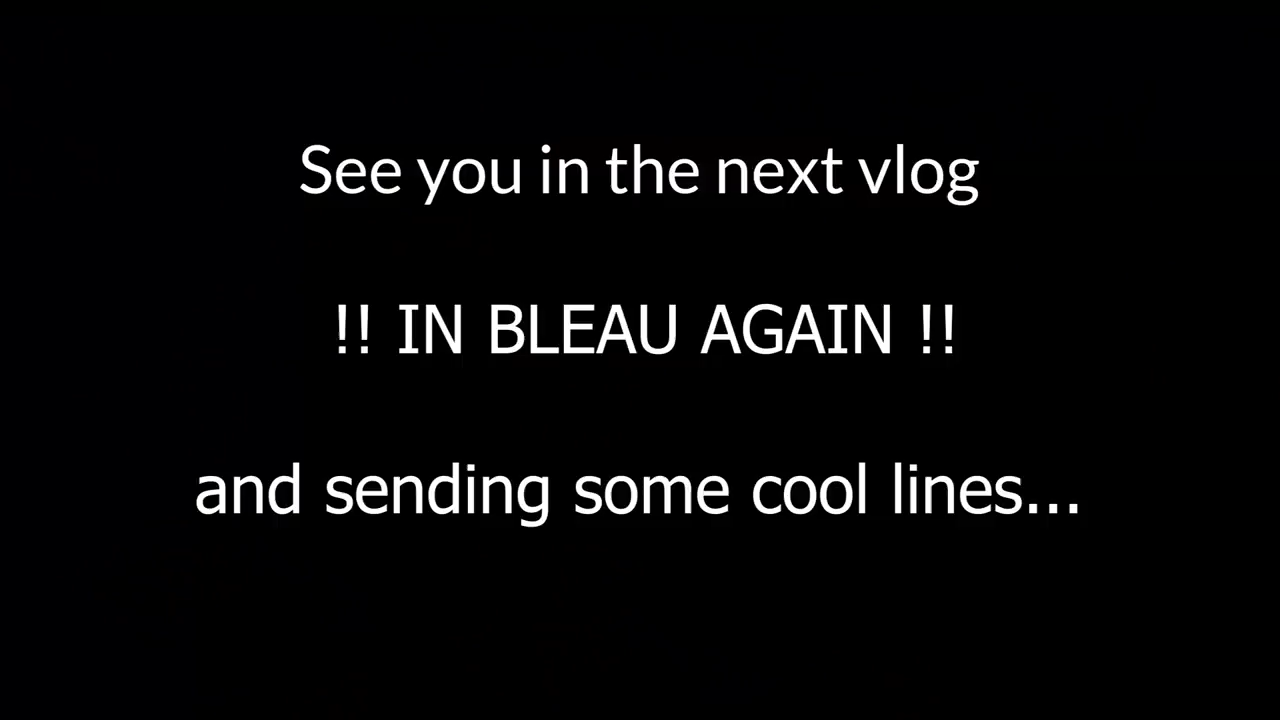 See you in the next vlog
!! IN BLEAU AGAIN !!
and sending some cool lines...